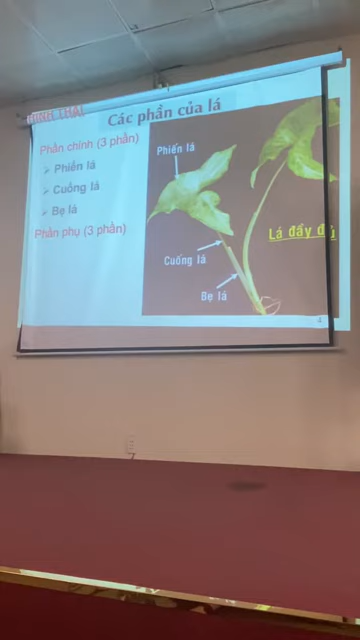 Các phần của lá
Phần chính (3 phần)
➢ Phiến lá
➢ Cuống lá
➢ Bẹ lá
Phần phụ (3 phần)
Phiến lá
Cuống lá
Bẹ lá
Lá đầy đủ
4